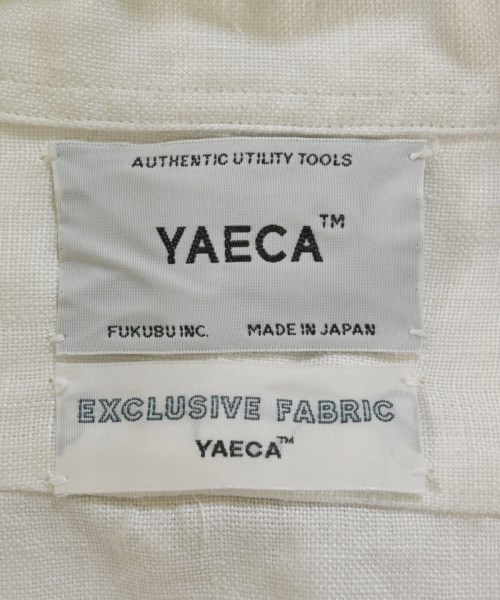 AUTHENTIC UTILITY TOOLS
YAECA™
FUKUBU INC. MADE IN JAPAN
EXCLUSIVE FABRIC
YAECA™